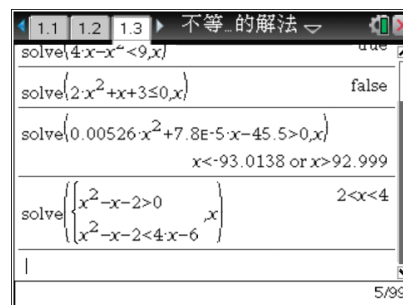 1.1 1.2 1.3 不等…的解法
solve(4·x-x²<9,x) true
solve(2·x²+x+3≤0,x) false
solve(0.00526·x²+7.8E-5·x-45.5>0,x)
x<-93.0138 or x>92.999
solve({x²-x-2>0
x²-x-2<4·x-6 ,x) 2<x<4
5/99